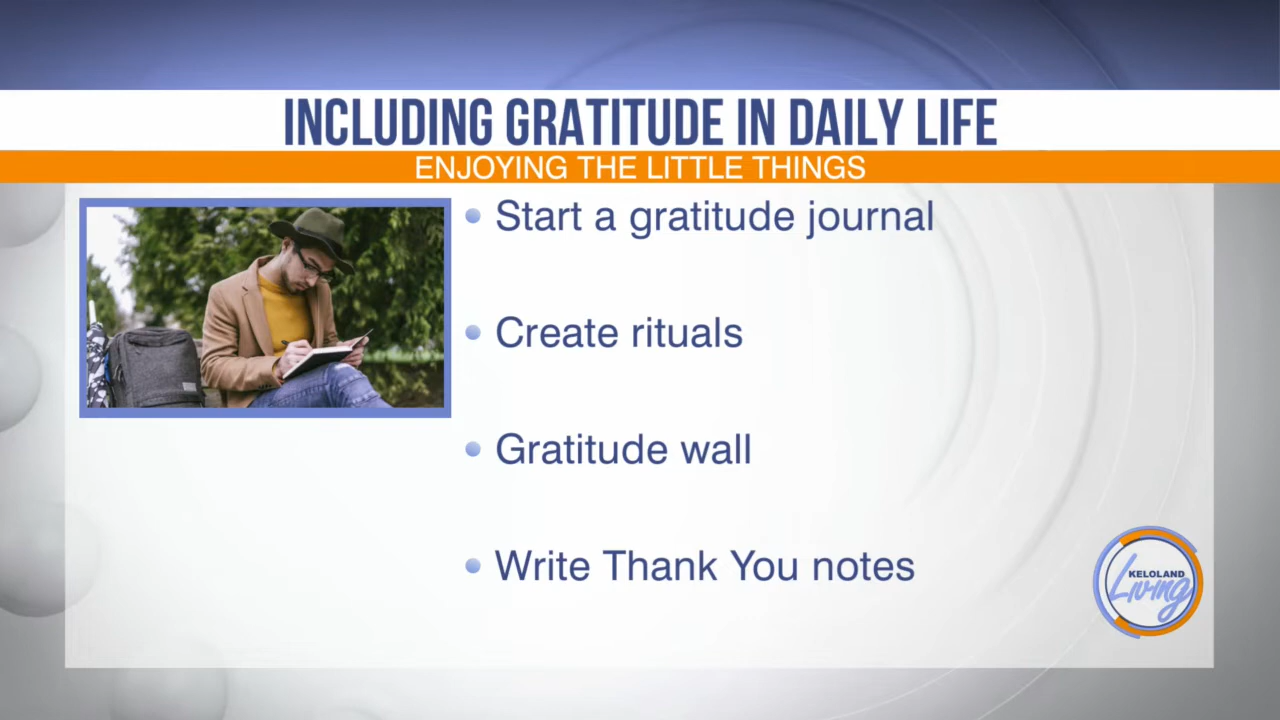 INCLUDING GRATITUDE IN DAILY LIFE
ENJOYING THE LITTLE THINGS
Start a gratitude journal
Create rituals
Gratitude wall
Write Thank You notes
KELOLAND
Living